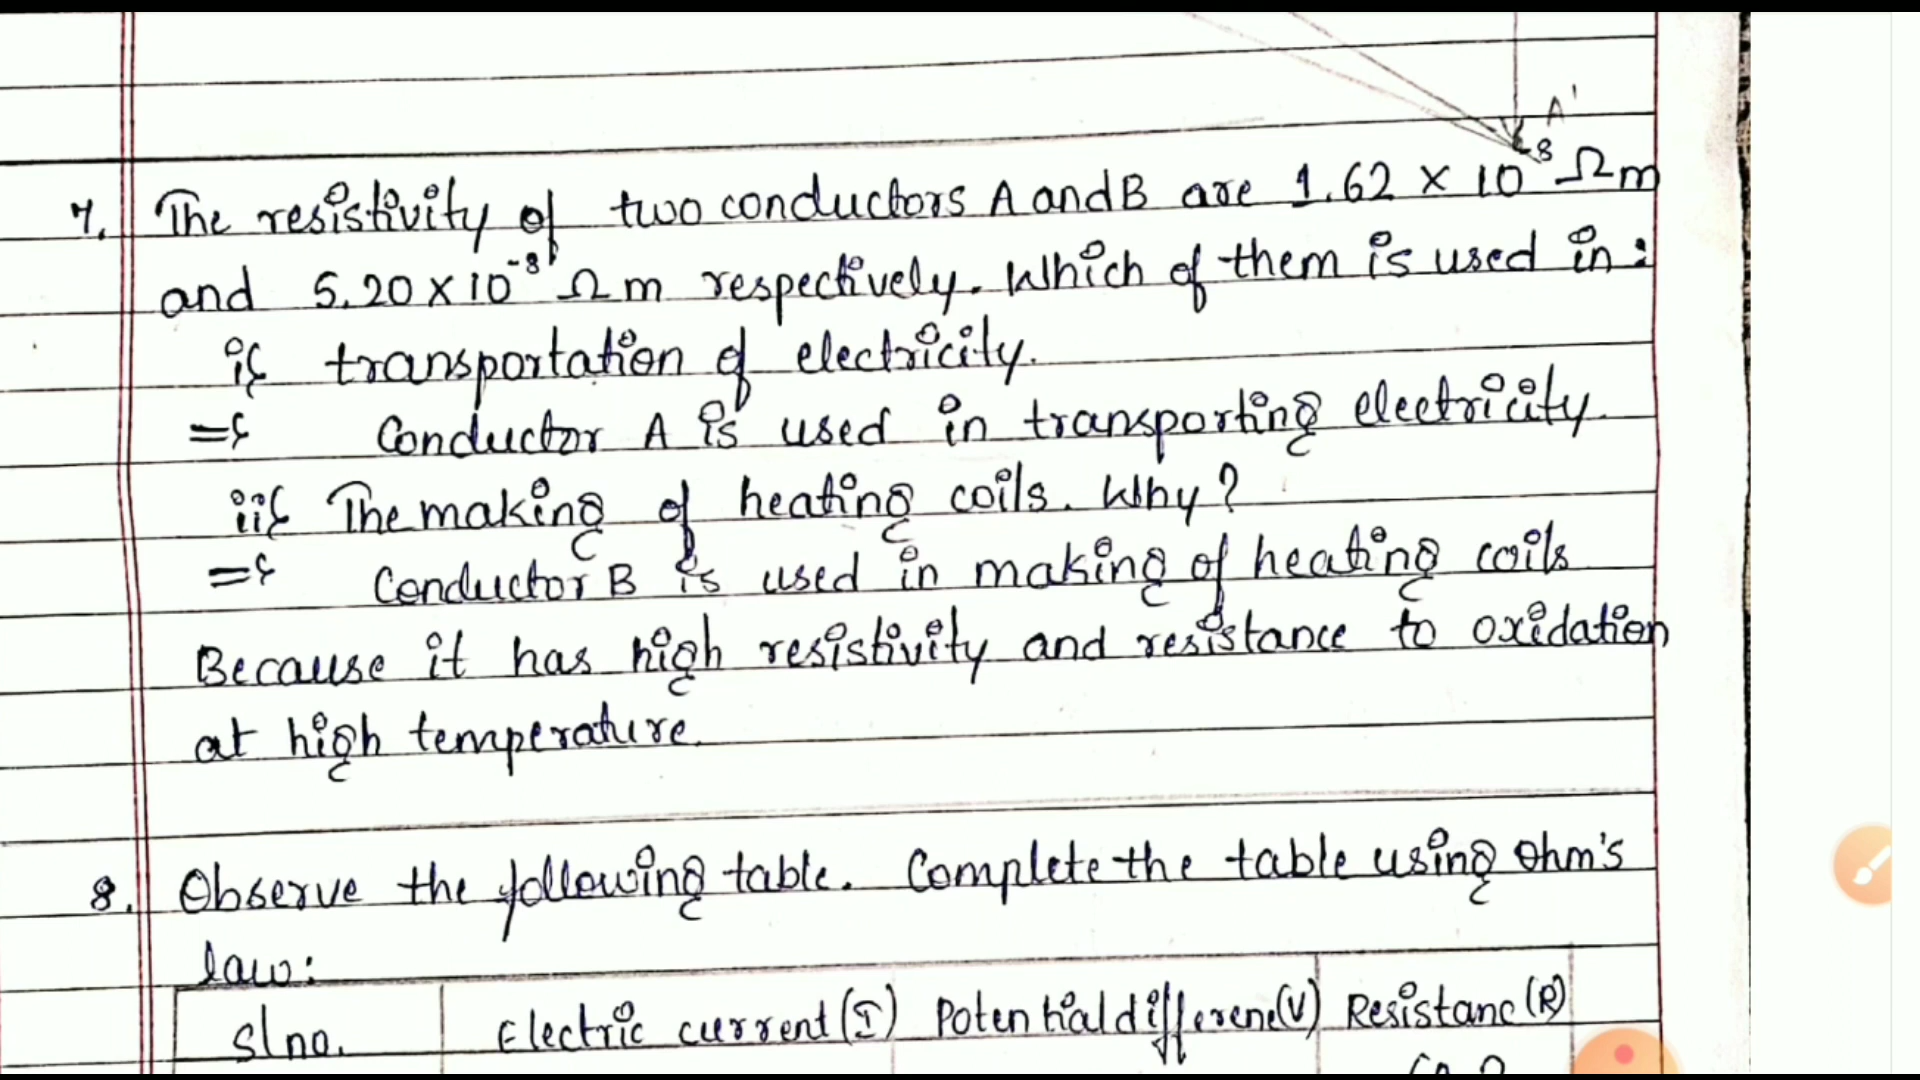 A'
7. The resistivity of two conductors A and B are 1.62 × 10⁻⁸ Ωm
and 5.20 × 10⁻⁸ Ωm respectively. Which of them is used in:
i} transportation of electricity.
=} Conductor A is used in transporting electricity.
ii} The making of heating coils. Why?
=} Conductor B is used in making of heating coils
Because it has high resistivity and resistance to oxidation
at high temperature.
8. Observe the following table. Complete the table using Ohm's
law:
Sl no. Electric current (I) Potential differene(V) Resistanc (R)